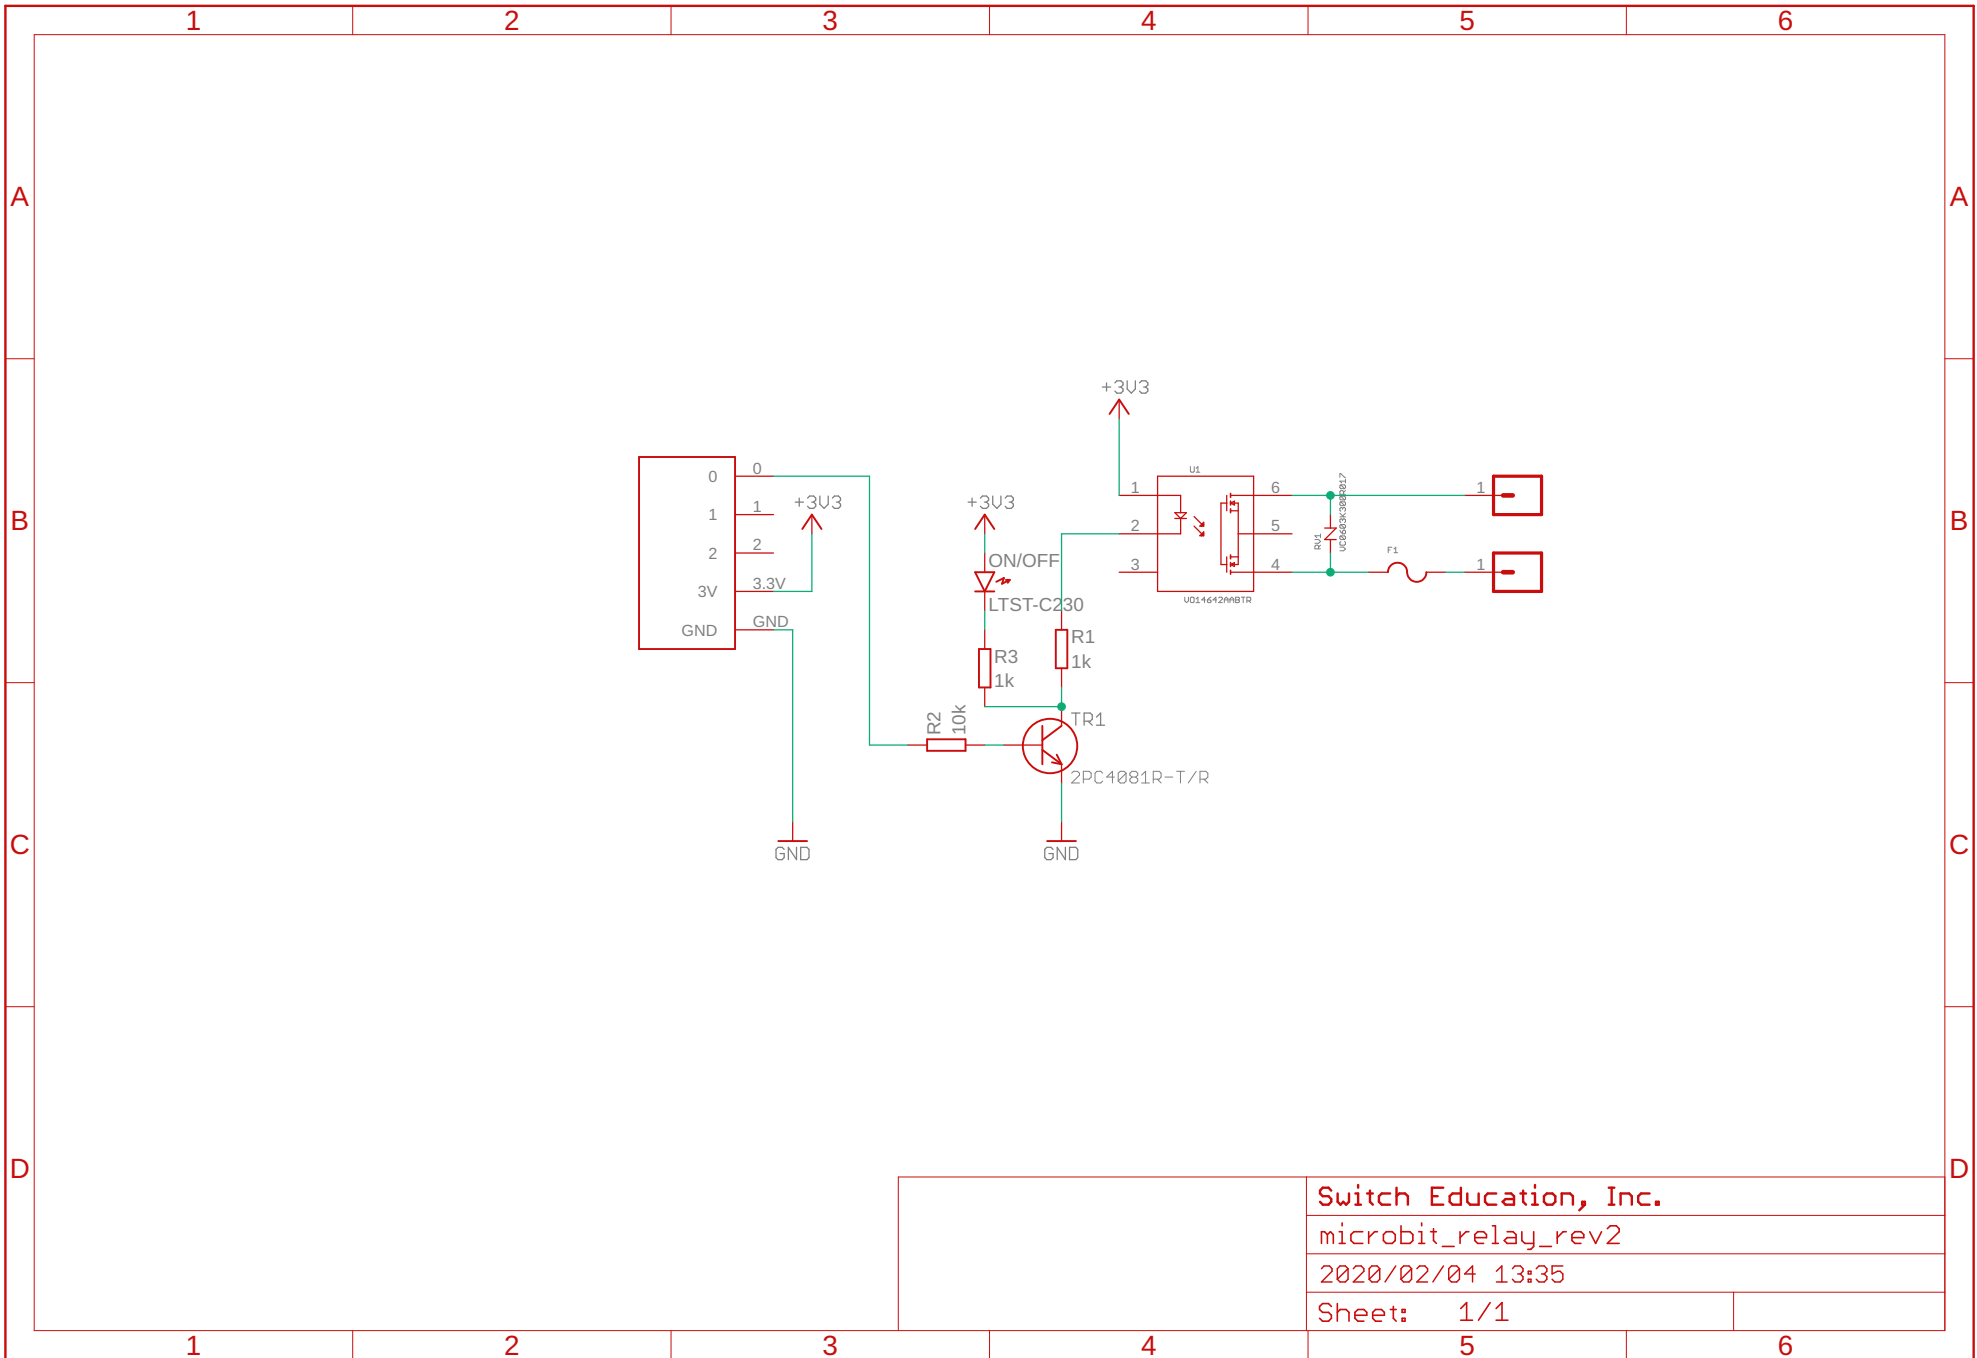 1 2 3 4 5 6
A A
+3V3
U1
0 0
1 6
1
VC0603K300R017
1 1
+3V3
+3V3
B B
2 5
RV1
2 2
F1
ON/OFF
3 4
1
3V 3.3V
VO14642AABTR
LTST-C230
GND GND
R1
1k
R3
1k
R2
10k
TR1
2PC4081R-T/R
C C
GND
GND
D D
Switch Education, Inc.
microbit_relay_rev2
2020/02/04 13:35
Sheet: 1/1
1 2 3 4 5 6